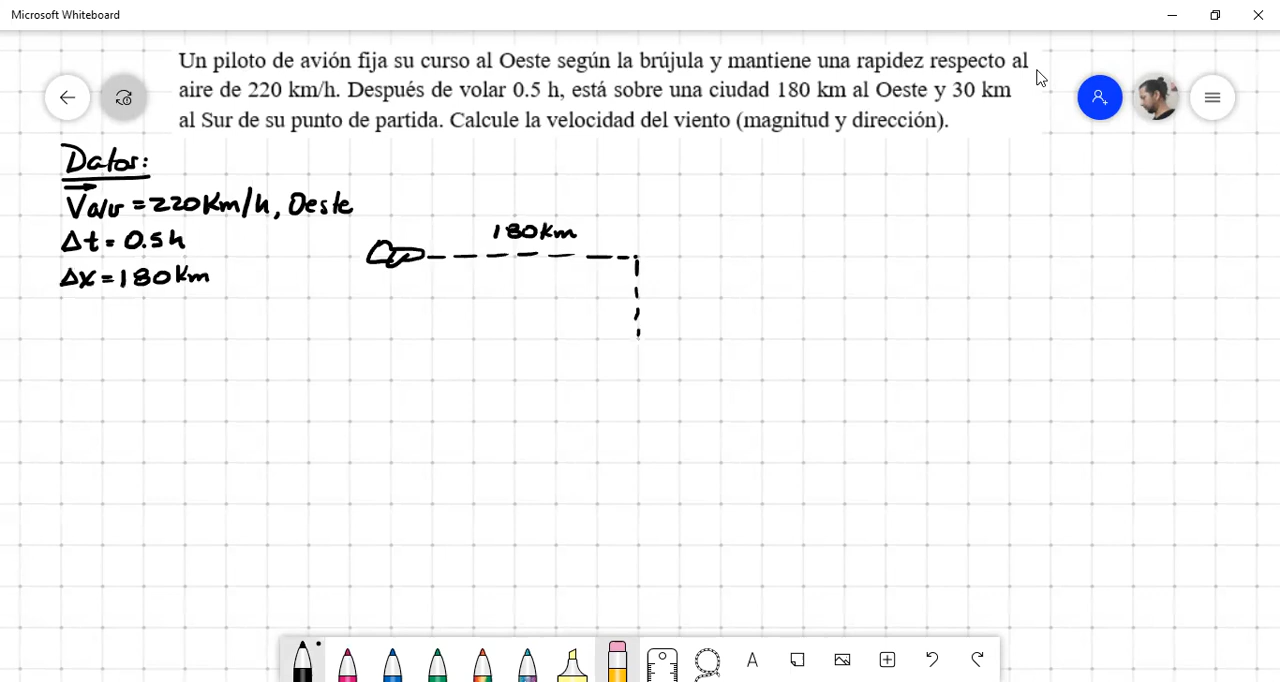 Microsoft Whiteboard
Un piloto de avión fija su curso al Oeste según la brújula y mantiene una rapidez respecto al
aire de 220 km/h. Después de volar 0.5 h, está sobre una ciudad 180 km al Oeste y 30 km
al Sur de su punto de partida. Calcule la velocidad del viento (magnitud y dirección).
Datos:
Va/v = 220 Km/h, Oeste
Δt = 0.5 h
Δx = 180 Km
180 Km
A